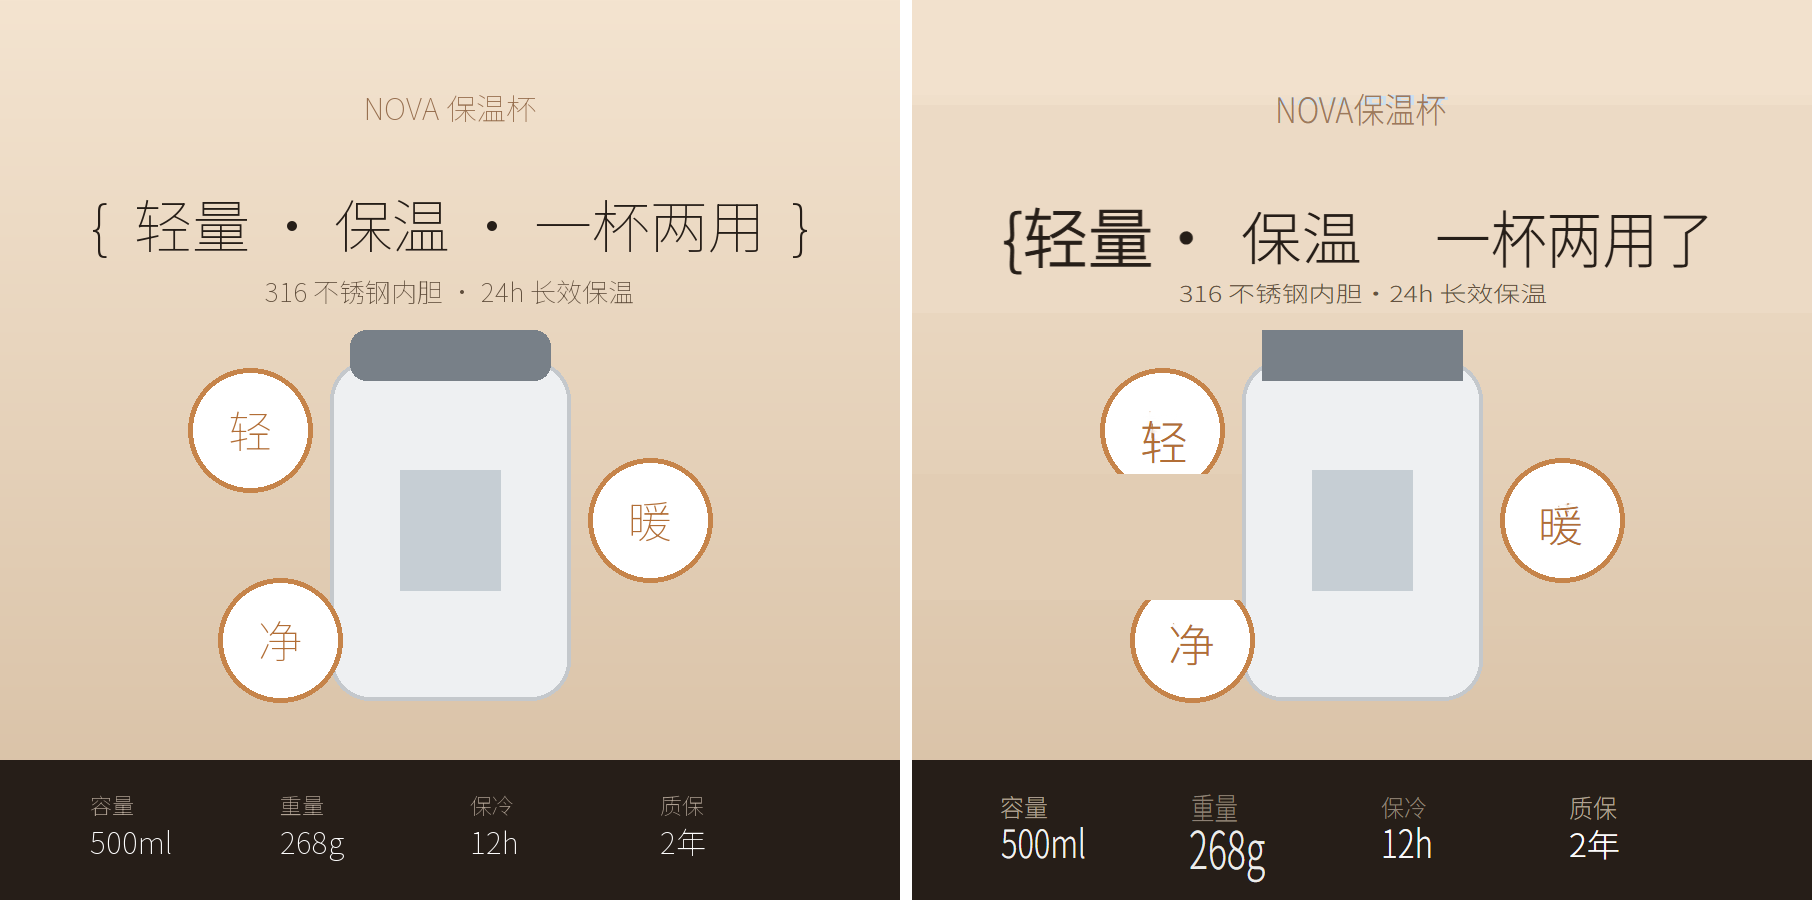 NOVA 保温杯
{ 轻量 · 保温 · 一杯两用 }
316 不锈钢内胆 · 24h 长效保温
轻
暖
净
容量 重量 保冷 质保
500ml 268g 12h 2年
NOVA保温杯
{轻量 · 保温 一杯两用了
316 不锈钢内胆 · 24h 长效保温
轻
暖
净
容量 重量 保冷 质保
500ml 268g 12h 2年